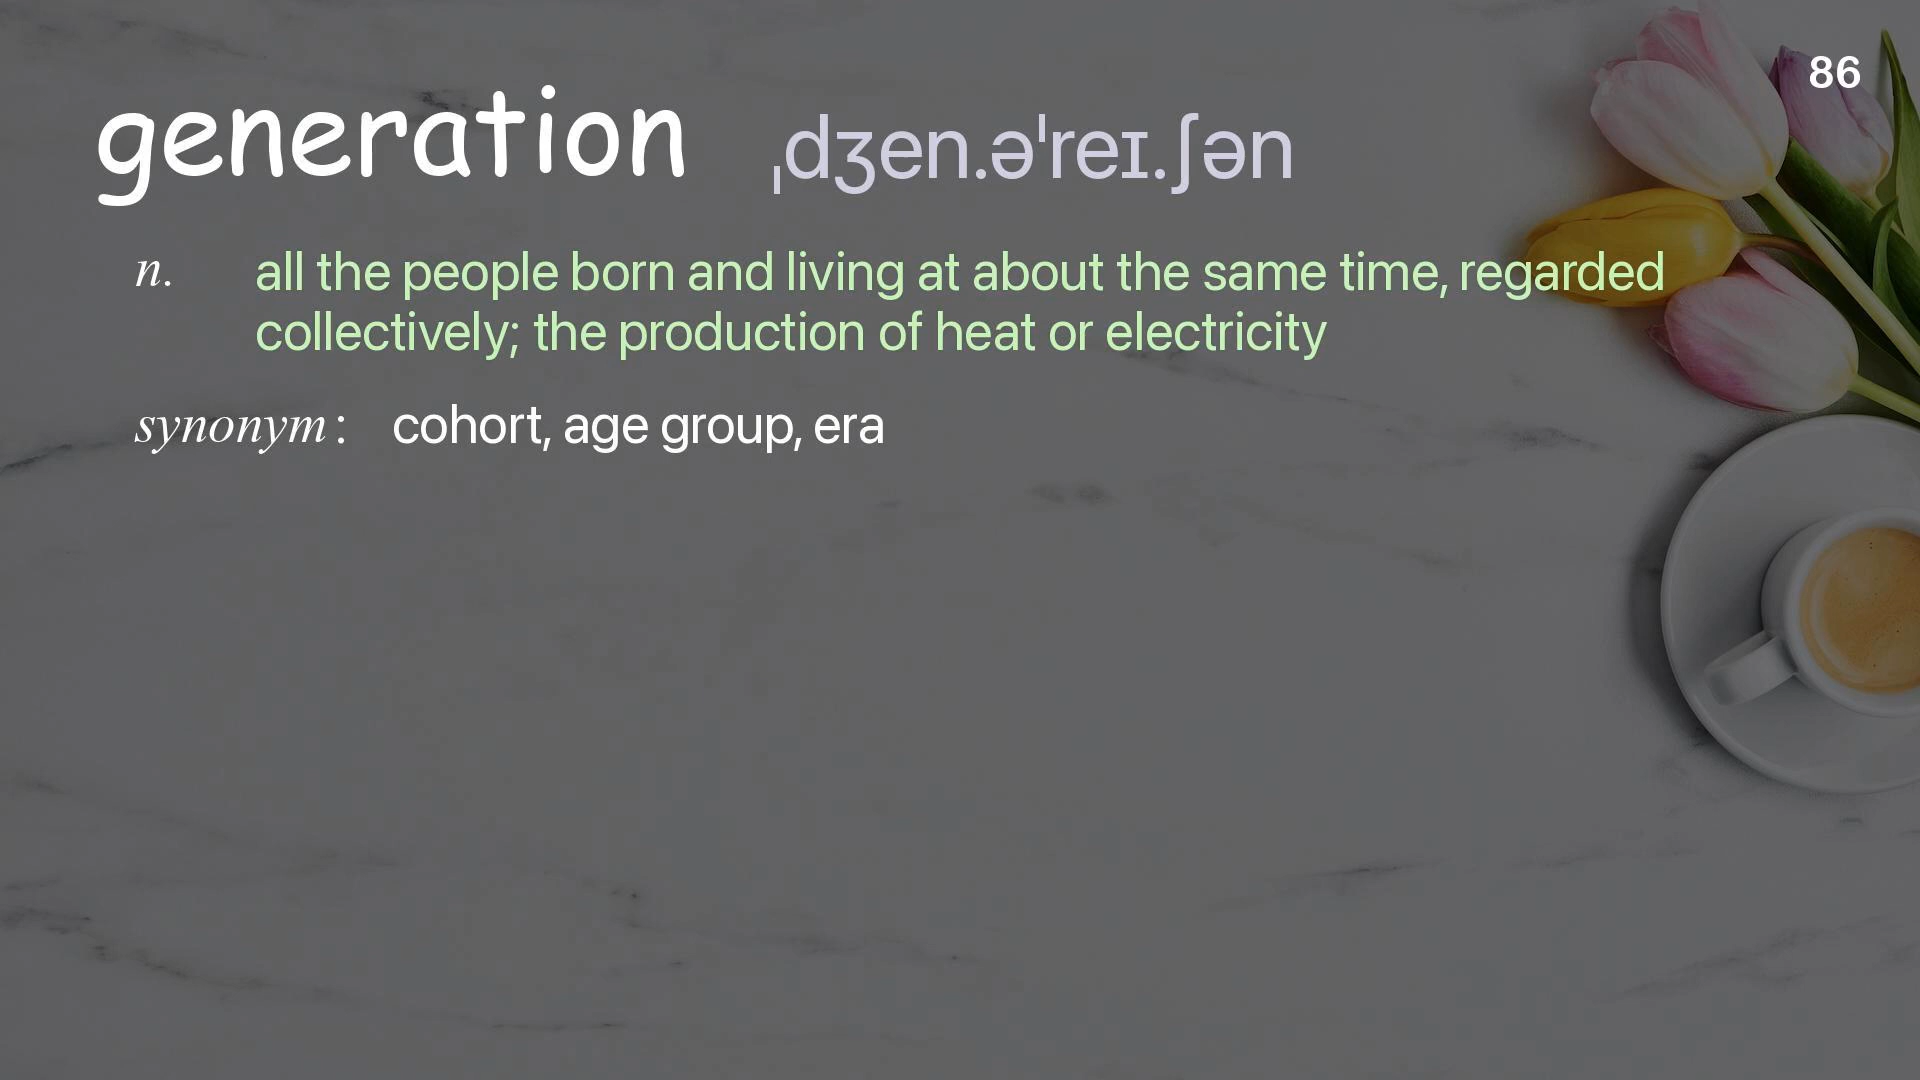 86
generation ˌdʒen.əˈreɪ.ʃən
n. all the people born and living at about the same time, regarded
collectively; the production of heat or electricity
synonym : cohort, age group, era